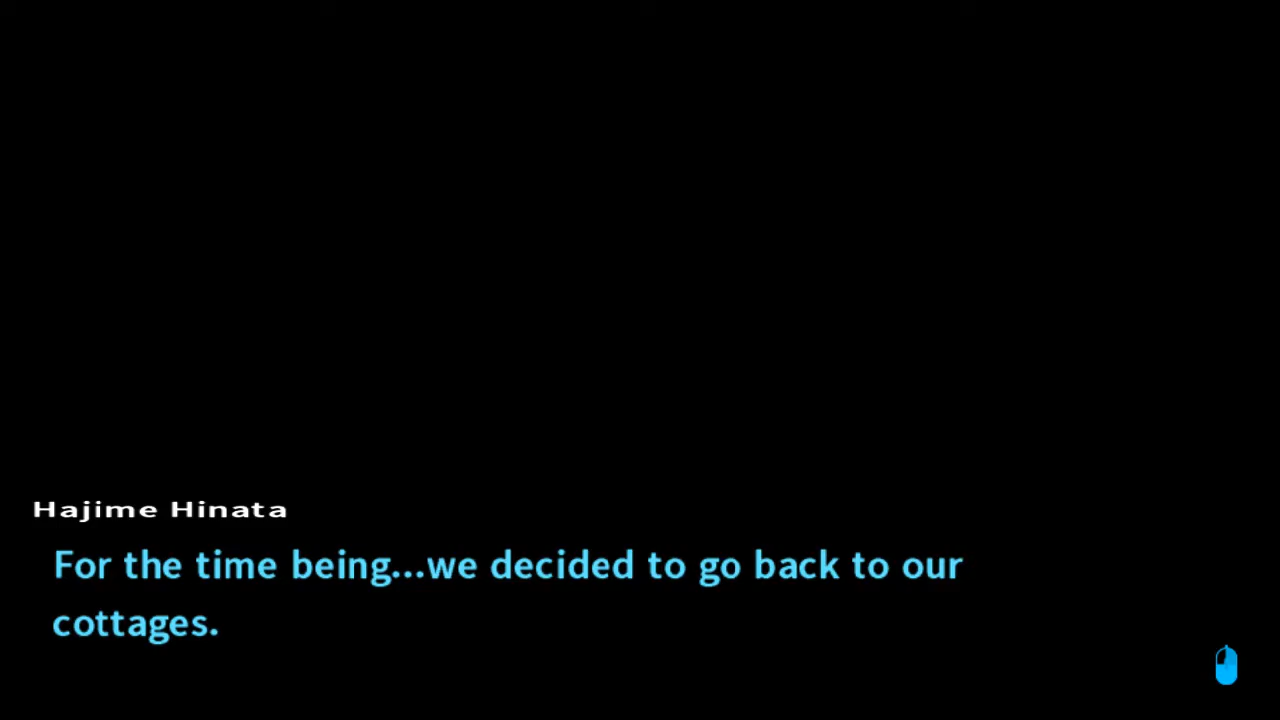 Hajime Hinata
For the time being...we decided to go back to our
cottages.